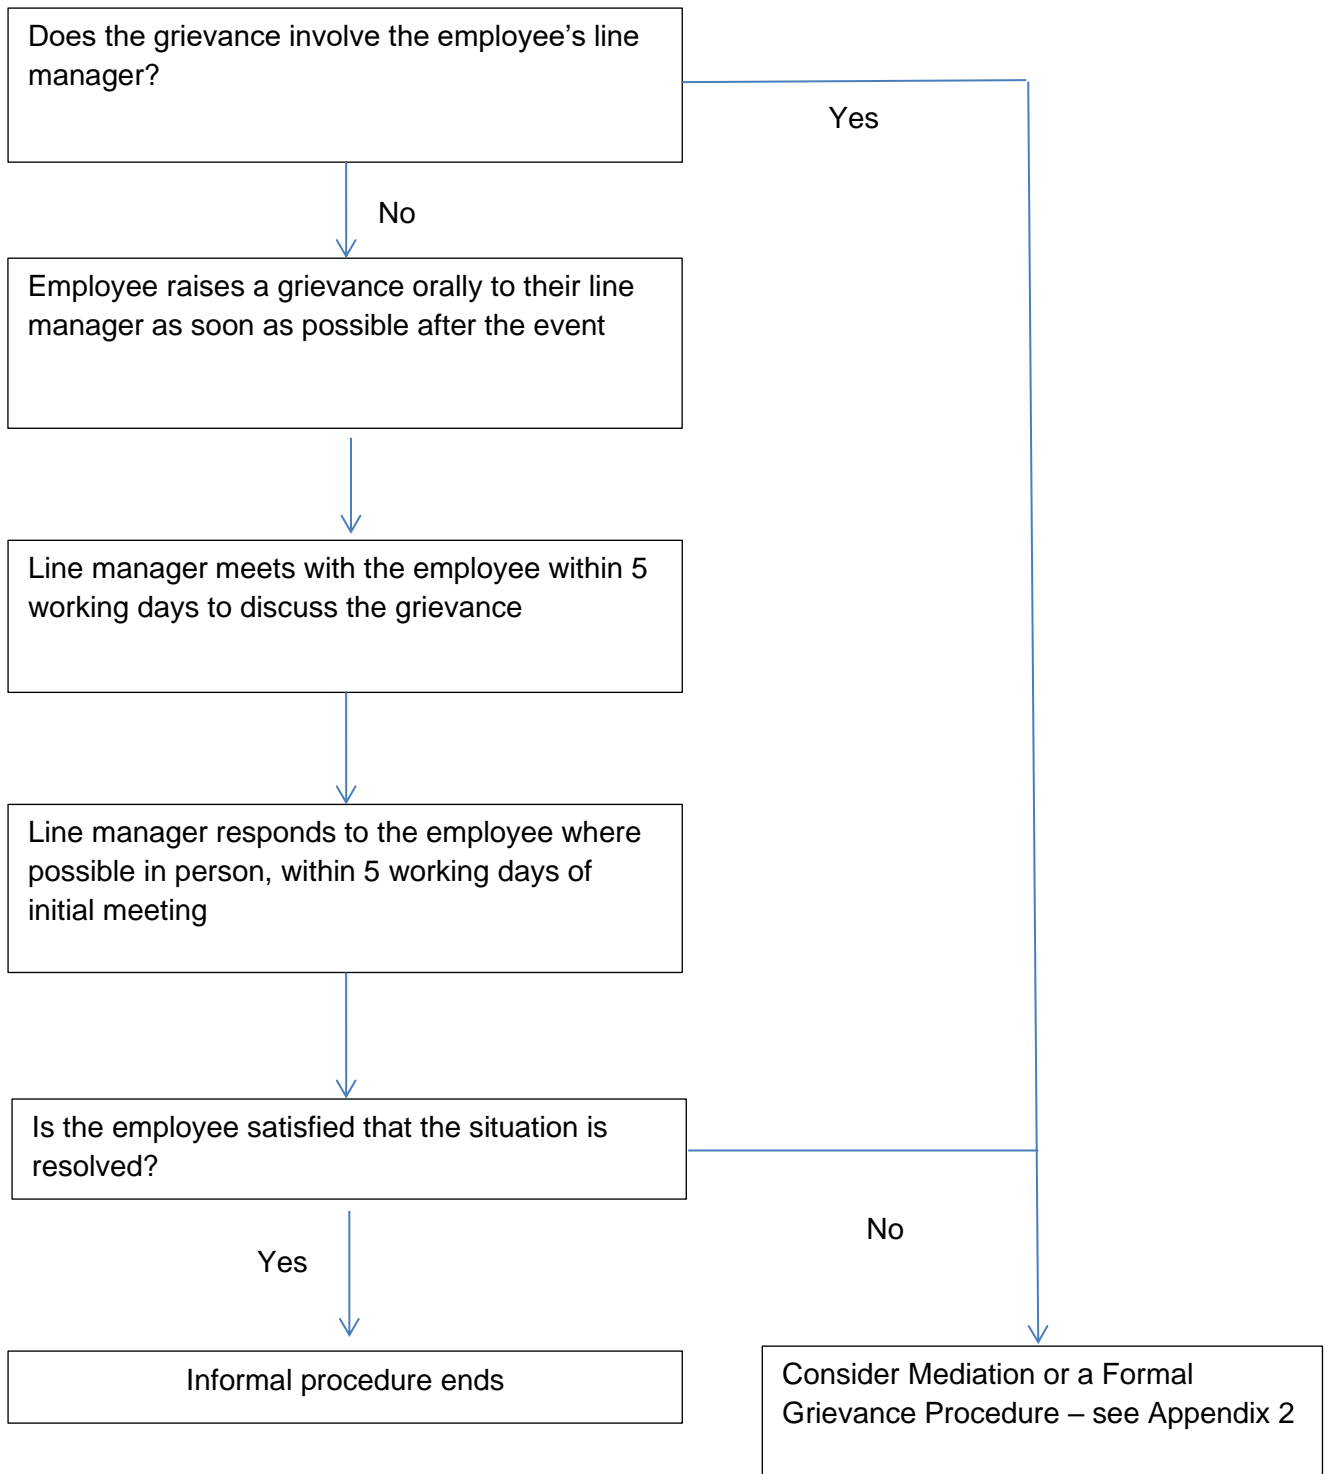 Does the grievance involve the employee’s line
manager?
Yes
No
Employee raises a grievance orally to their line
manager as soon as possible after the event
Line manager meets with the employee within 5
working days to discuss the grievance
Line manager responds to the employee where
possible in person, within 5 working days of
initial meeting
Is the employee satisfied that the situation is
resolved?
No
Yes
Informal procedure ends
Consider Mediation or a Formal
Grievance Procedure – see Appendix 2